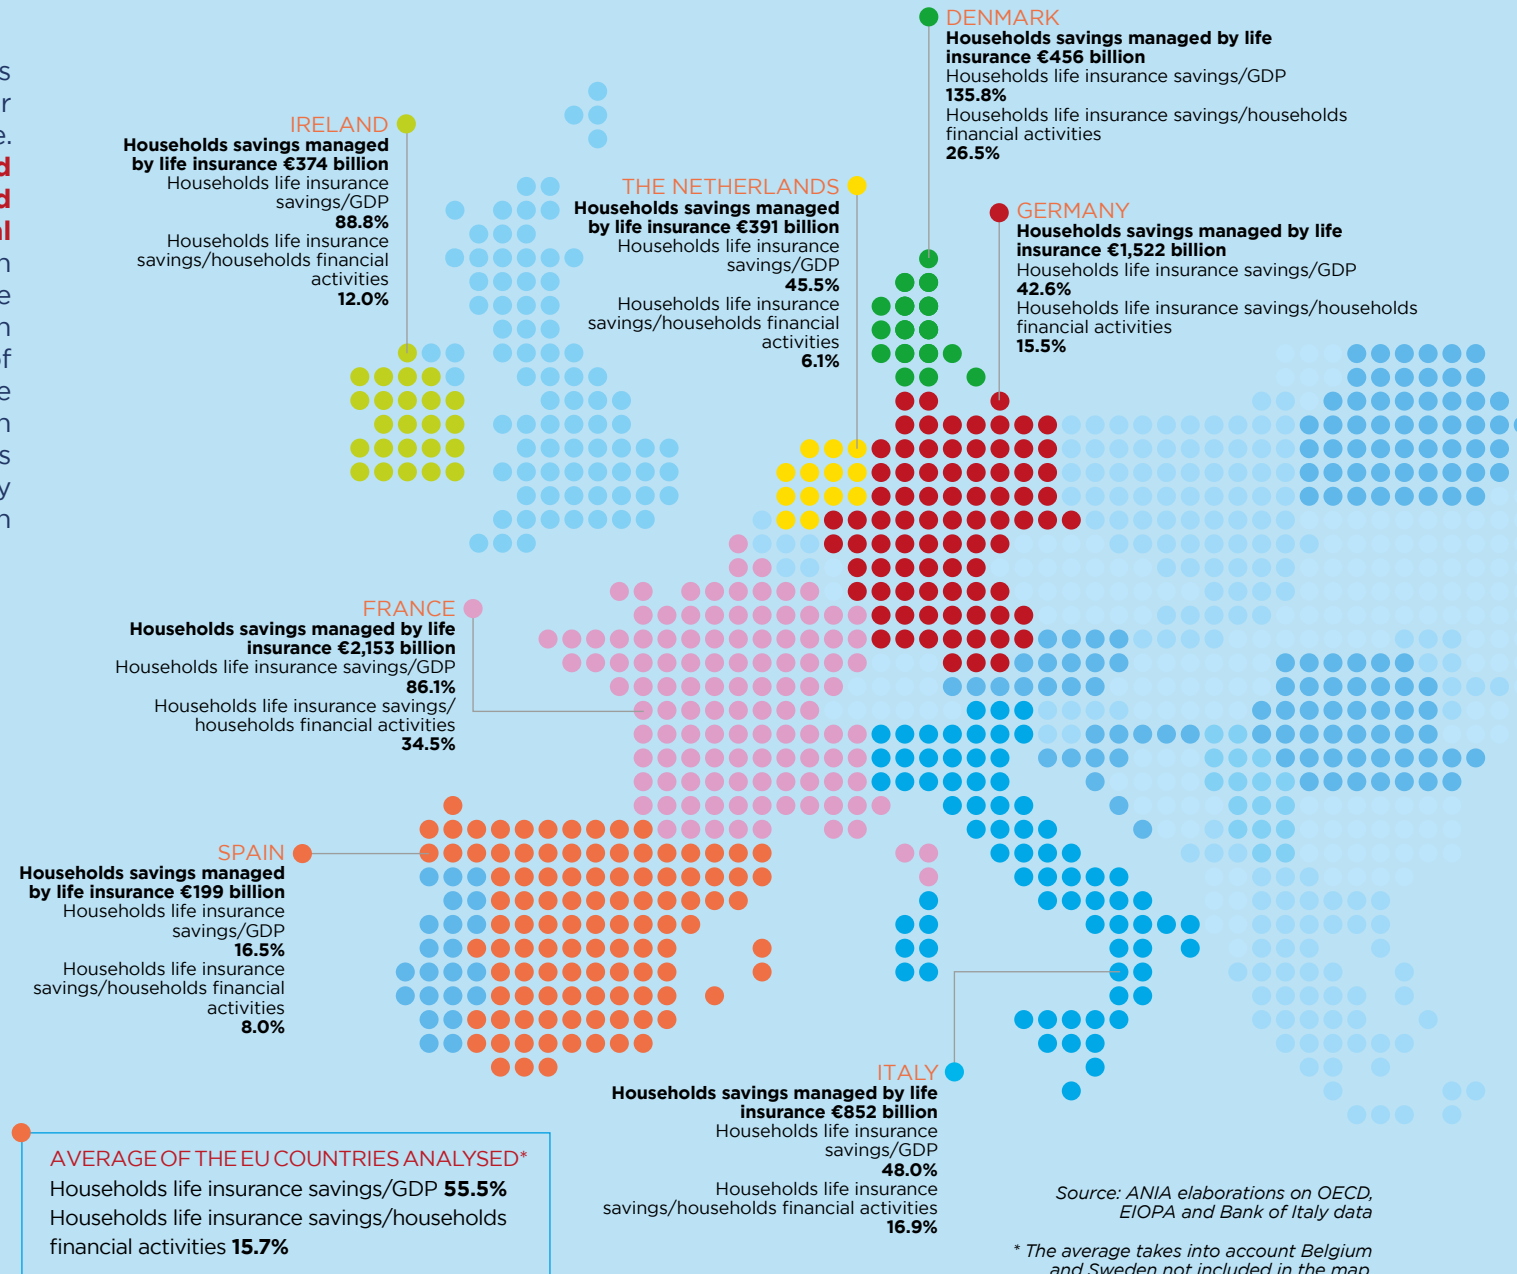 s
r
e.
d
d
al
n
e
n
of
e
n
s
y
n
DENMARK
Households savings managed by life
insurance €456 billion
Households life insurance savings/GDP
135.8%
Households life insurance savings/households
financial activities
26.5%
IRELAND
Households savings managed
by life insurance €374 billion
Households life insurance
savings/GDP
88.8%
Households life insurance
savings/households financial
activities
12.0%
THE NETHERLANDS
Households savings managed
by life insurance €391 billion
Households life insurance
savings/GDP
45.5%
Households life insurance
savings/households financial
activities
6.1%
GERMANY
Households savings managed by life
insurance €1,522 billion
Households life insurance savings/GDP
42.6%
Households life insurance savings/households
financial activities
15.5%
FRANCE
Households savings managed by life
insurance €2,153 billion
Households life insurance savings/GDP
86.1%
Households life insurance savings/
households financial activities
34.5%
SPAIN
Households savings managed
by life insurance €199 billion
Households life insurance
savings/GDP
16.5%
Households life insurance
savings/households financial
activities
8.0%
ITALY
Households savings managed by life
insurance €852 billion
Households life insurance
savings/GDP
48.0%
Households life insurance
savings/households financial activities
16.9%
AVERAGE OF THE EU COUNTRIES ANALYSED*
Households life insurance savings/GDP 55.5%
Households life insurance savings/households
financial activities 15.7%
Source: ANIA elaborations on OECD,
EIOPA and Bank of Italy data
* The average takes into account Belgium
and Sweden not included in the map.